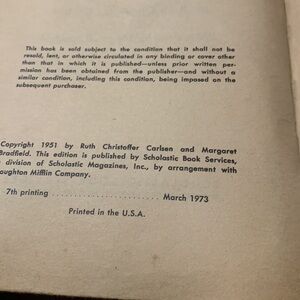 This book is sold subject to the condition that it shall not be
resold, lent, or otherwise circulated in any binding or cover other
than that in which it is published—unless prior written per-
mission has been obtained from the publisher—and without a
similar condition, including this condition, being imposed on the
subsequent purchaser.
Copyright 1951 by Ruth Christoffer Carlsen and Margaret
Bradfield. This edition is published by Scholastic Book Services,
division of Scholastic Magazines, Inc., by arrangement with
oughton Mifflin Company.
7th printing .......................... March 1973
Printed in the U.S.A.